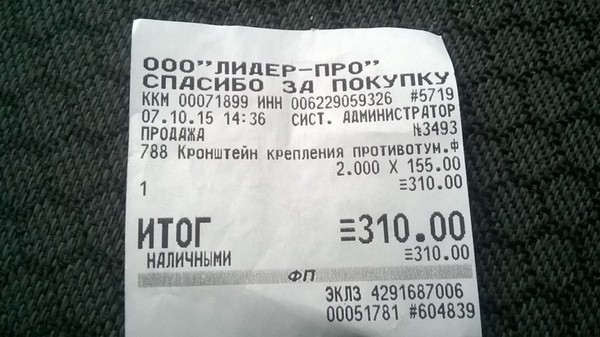 ООО"ЛИДЕР-ПРО"
СПАСИБО ЗА ПОКУПКУ
ККМ 00071899 ИНН 006229059326 #5719
07.10.15 14:36 СИСТ. АДМИНИСТРАТОР
ПРОДАЖА №3493
788 Кронштейн крепления противотум.ф
2.000 X 155.00
1 ≡310.00
ИТОГ ≡310.00
НАЛИЧНЫМИ ≡310.00
ФП
ЭКЛЗ 4291687006
00051781 #604839